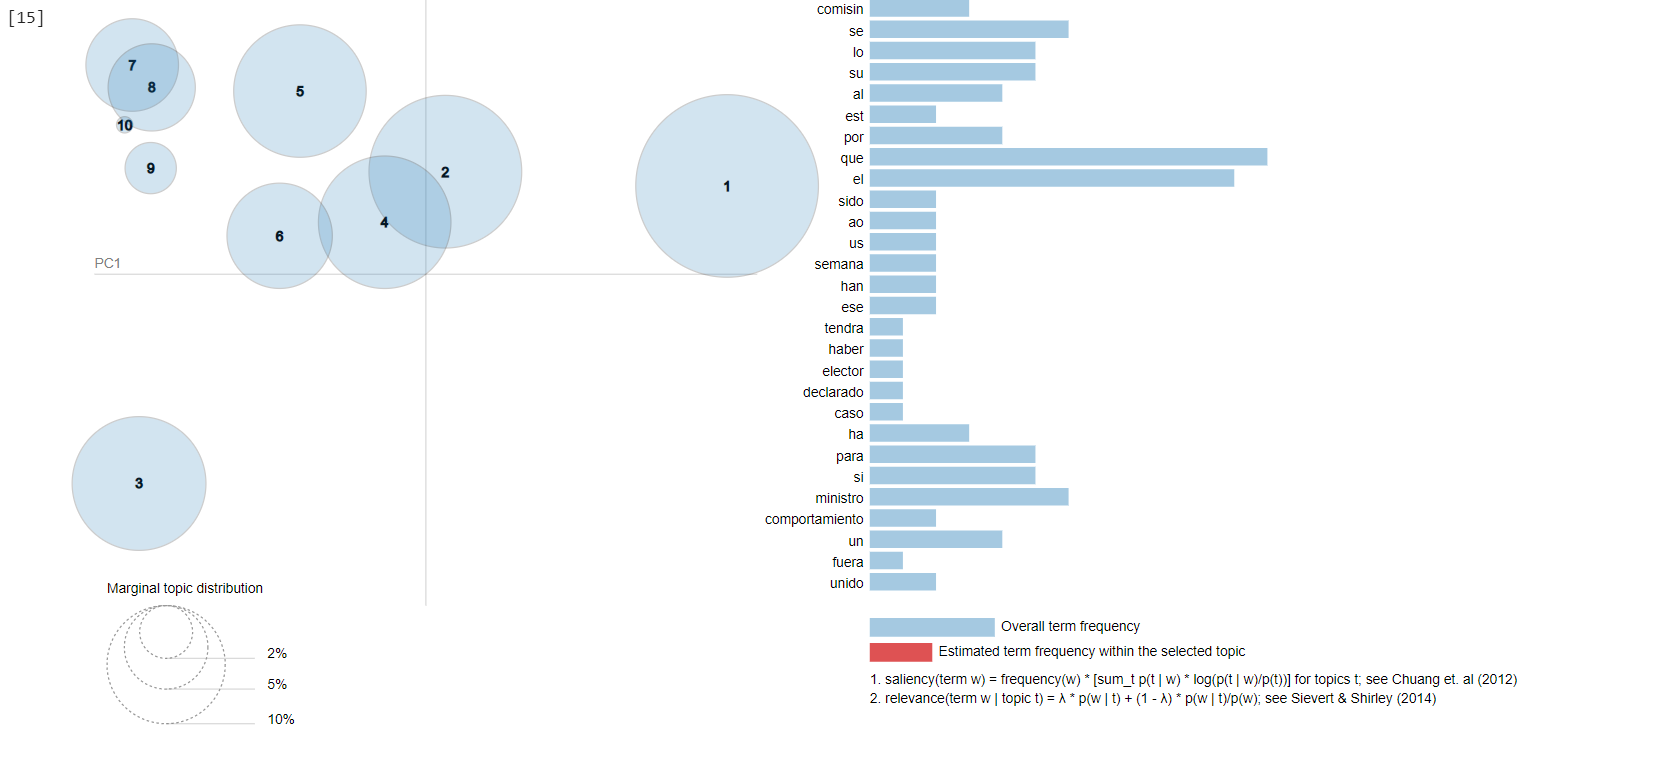 [15]
7
8
10
9
5
6
4
2
1
3
PC1
comisin
se
lo
su
al
est
por
que
el
sido
ao
us
semana
han
ese
tendra
haber
elector
declarado
caso
ha
para
si
ministro
comportamiento
un
fuera
unido
Marginal topic distribution
2%
5%
10%
Overall term frequency
Estimated term frequency within the selected topic
1. saliency(term w) = frequency(w) * [sum_t p(t | w) * log(p(t | w)/p(t))] for topics t; see Chuang et. al (2012)
2. relevance(term w | topic t) = λ * p(w | t) + (1 - λ) * p(w | t)/p(w); see Sievert & Shirley (2014)